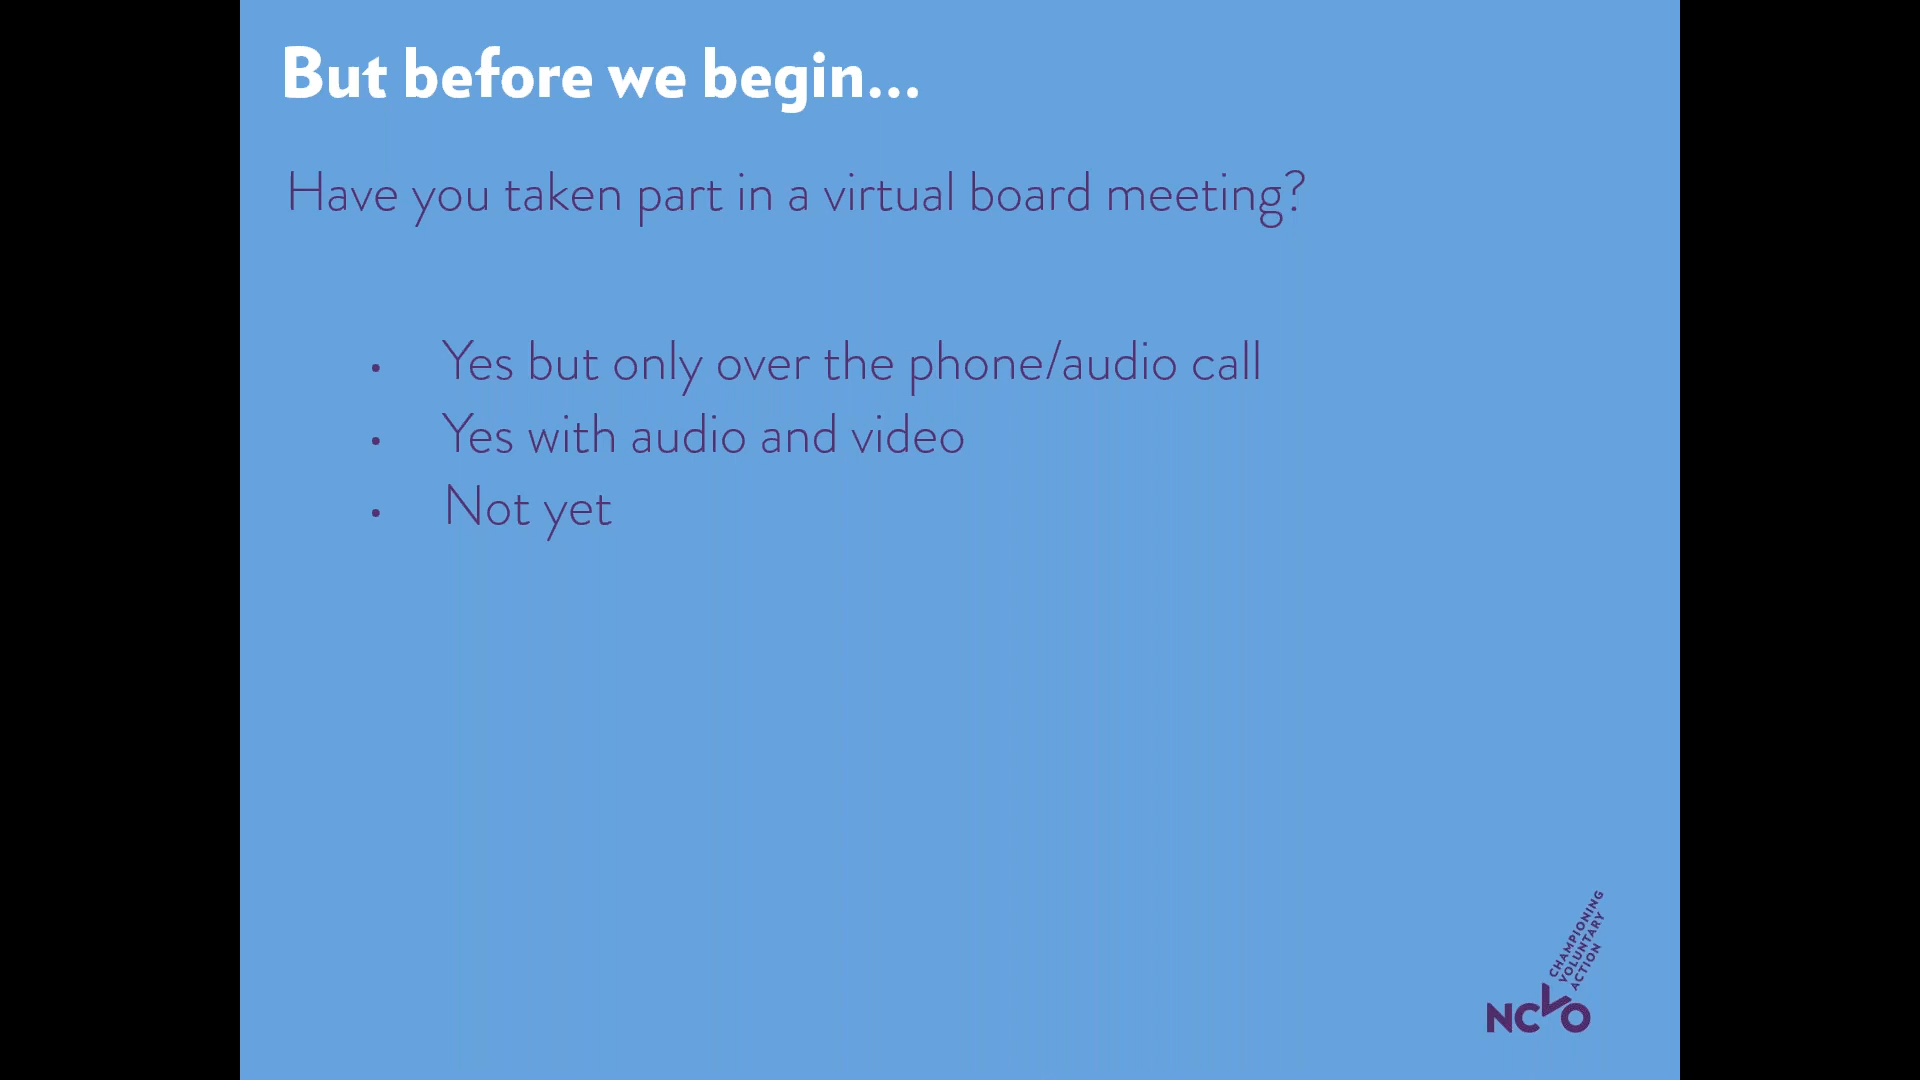 But before we begin...
Have you taken part in a virtual board meeting?
• Yes but only over the phone/audio call
• Yes with audio and video
• Not yet
CHAMPIONING
VOLUNTARY
ACTION
NCVO